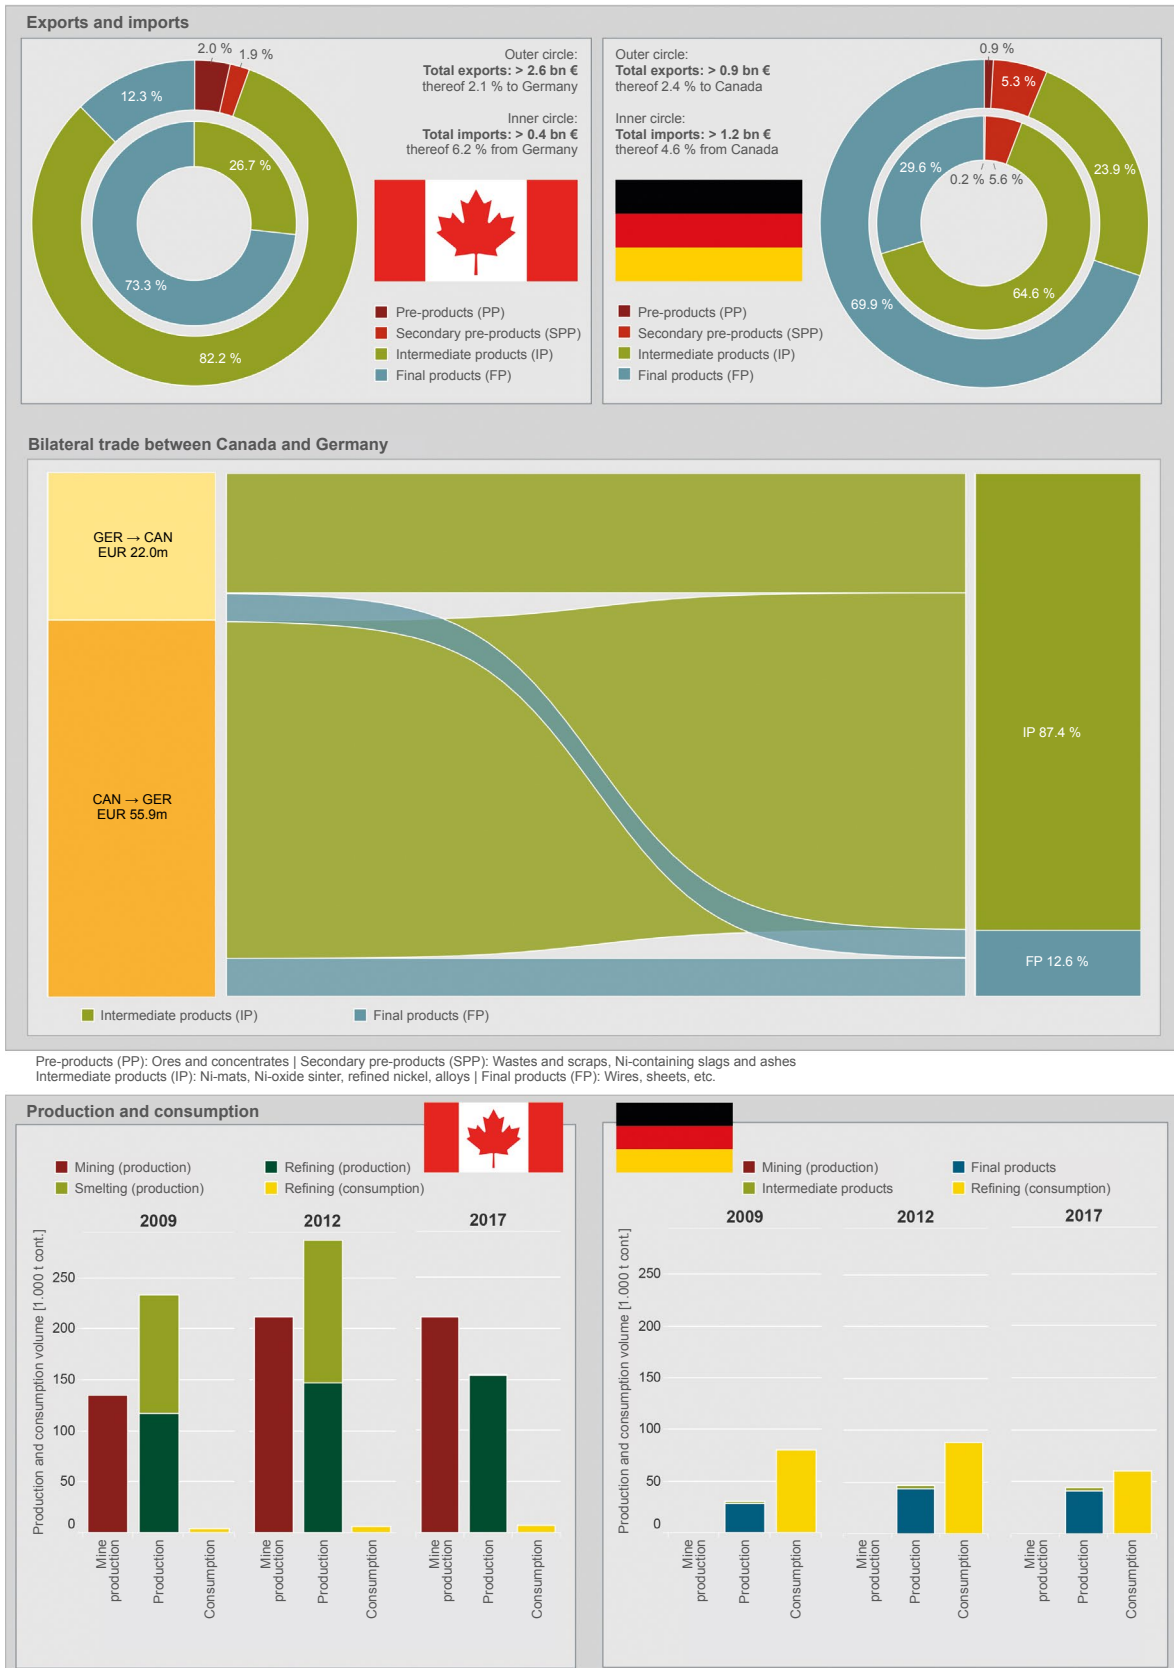 Exports and imports
2.0 %
1.9 %
12.3 %
26.7 %
73.3 %
82.2 %
Outer circle:
Total exports: > 2.6 bn €
thereof 2.1 % to Germany
Inner circle:
Total imports: > 0.4 bn €
thereof 6.2 % from Germany
Pre-products (PP)
Secondary pre-products (SPP)
Intermediate products (IP)
Final products (FP)
Outer circle:
Total exports: > 0.9 bn €
thereof 2.4 % to Canada
Inner circle:
Total imports: > 1.2 bn €
thereof 4.6 % from Canada
Pre-products (PP)
Secondary pre-products (SPP)
Intermediate products (IP)
Final products (FP)
0.9 %
5.3 %
23.9 %
29.6 %
0.2 %
5.6 %
64.6 %
69.9 %
Bilateral trade between Canada and Germany
GER → CAN
EUR 22.0m
CAN → GER
EUR 55.9m
IP 87.4 %
FP 12.6 %
Intermediate products (IP)
Final products (FP)
Pre-products (PP): Ores and concentrates | Secondary pre-products (SPP): Wastes and scraps, Ni-containing slags and ashes
Intermediate products (IP): Ni-mats, Ni-oxide sinter, refined nickel, alloys | Final products (FP): Wires, sheets, etc.
Production and consumption
Mining (production)
Smelting (production)
Refining (production)
Refining (consumption)
2009
2012
2017
Production and consumption volume [1.000 t cont.]
250
200
150
100
50
0
Mine
production
Production
Consumption
Mine
production
Production
Consumption
Mine
production
Production
Consumption
Mining (production)
Intermediate products
Final products
Refining (consumption)
2009
2012
2017
Production and consumption volume [1.000 t cont.]
250
200
150
100
50
0
Mine
production
Production
Consumption
Mine
production
Production
Consumption
Mine
production
Production
Consumption